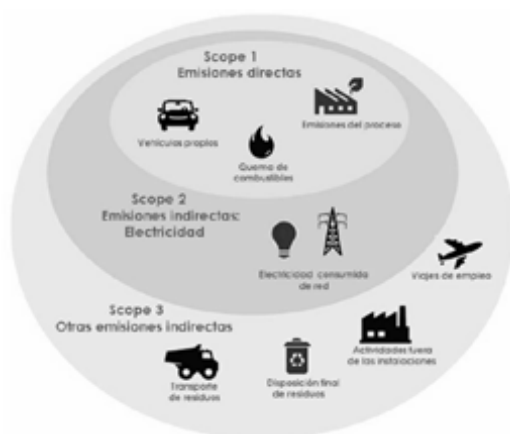 Scope 1
Emisiones directas
Vehículos propios
Emisiones del proceso
Quema de
combustibles
Scope 2
Emisiones indirectas:
Electricidad
Electricidad consumida
de red
Viajes de empleo
Scope 3
Otras emisiones indirectas
Transporte
de residuos
Disposición final
de residuos
Actividades fuera
de las instalaciones